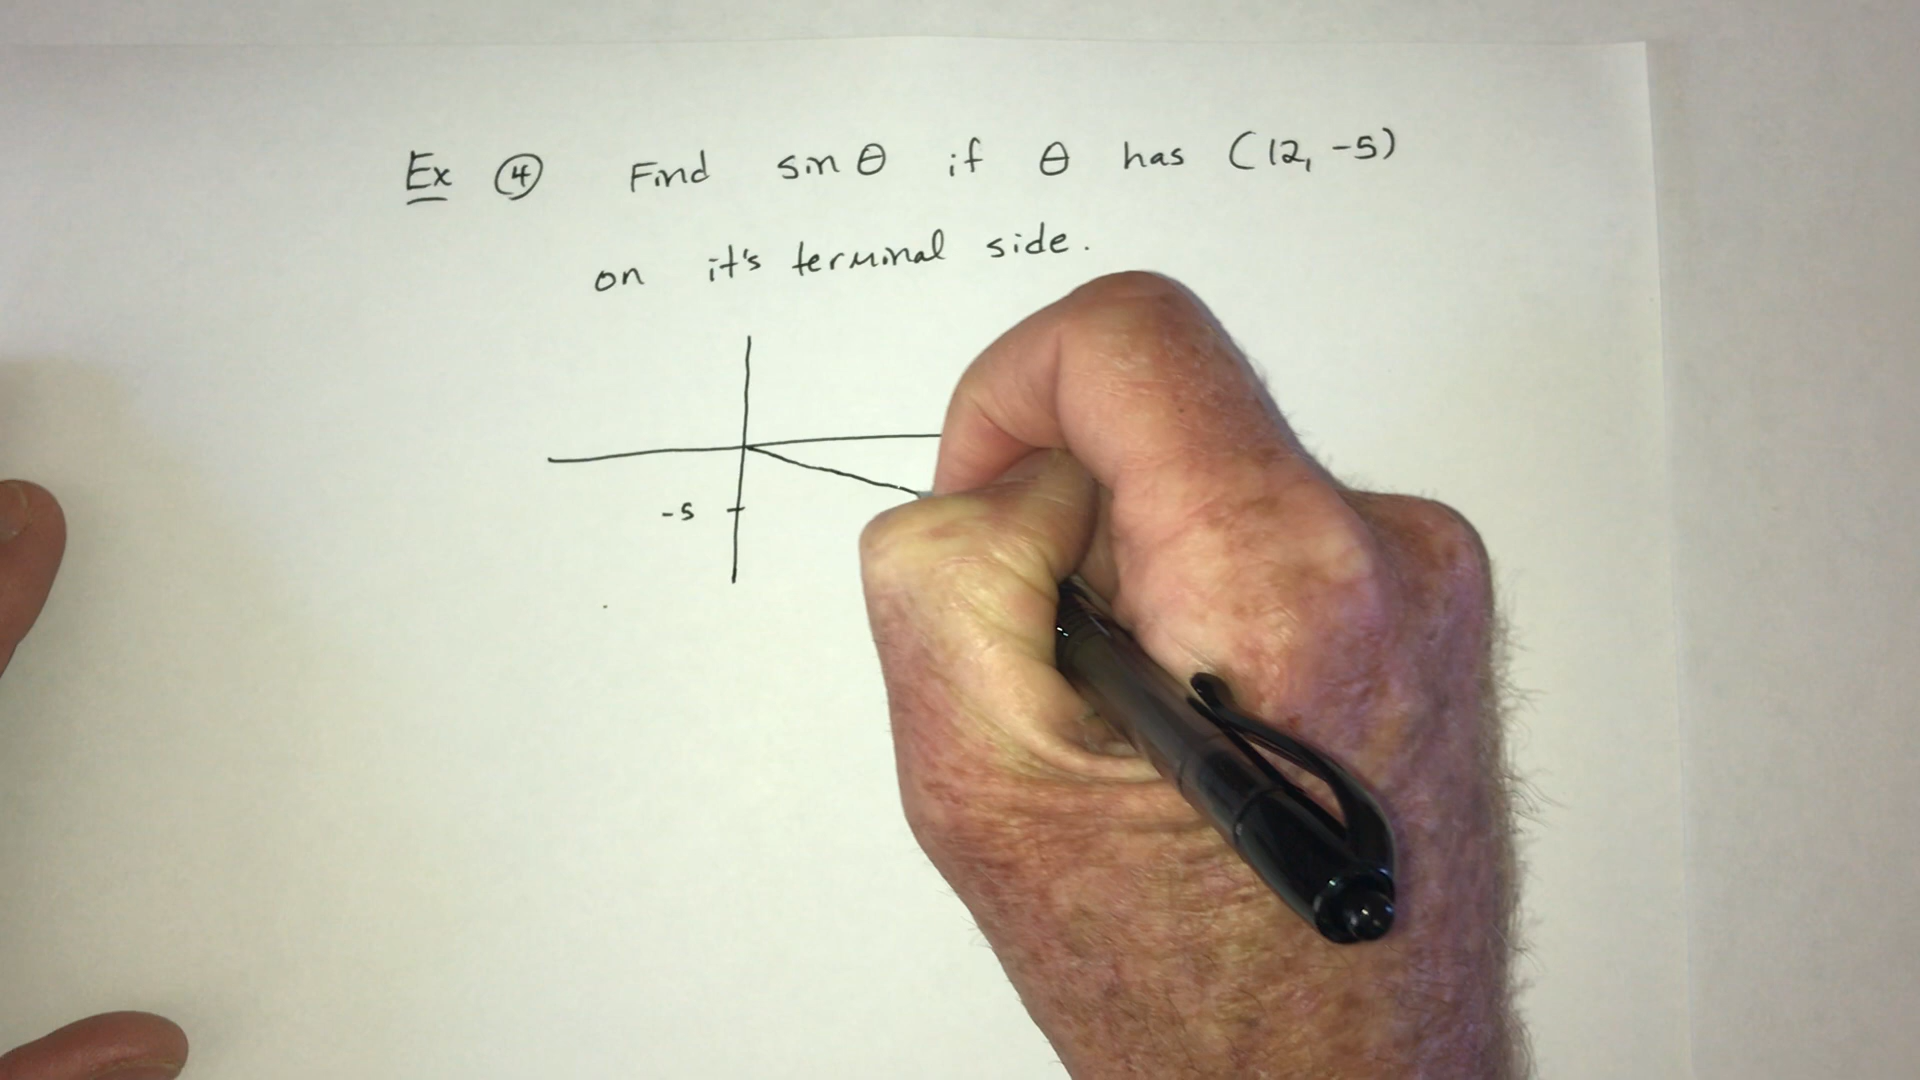 Ex ④ Find sin θ if θ has (12, -5)
on it's terminal side.
-5